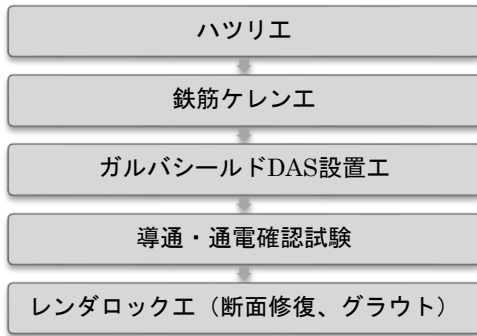 ハツリ工
鉄筋ケレン工
ガルバシールドDAS設置工
導通・通電確認試験
レンダロック工（断面修復、グラウト）